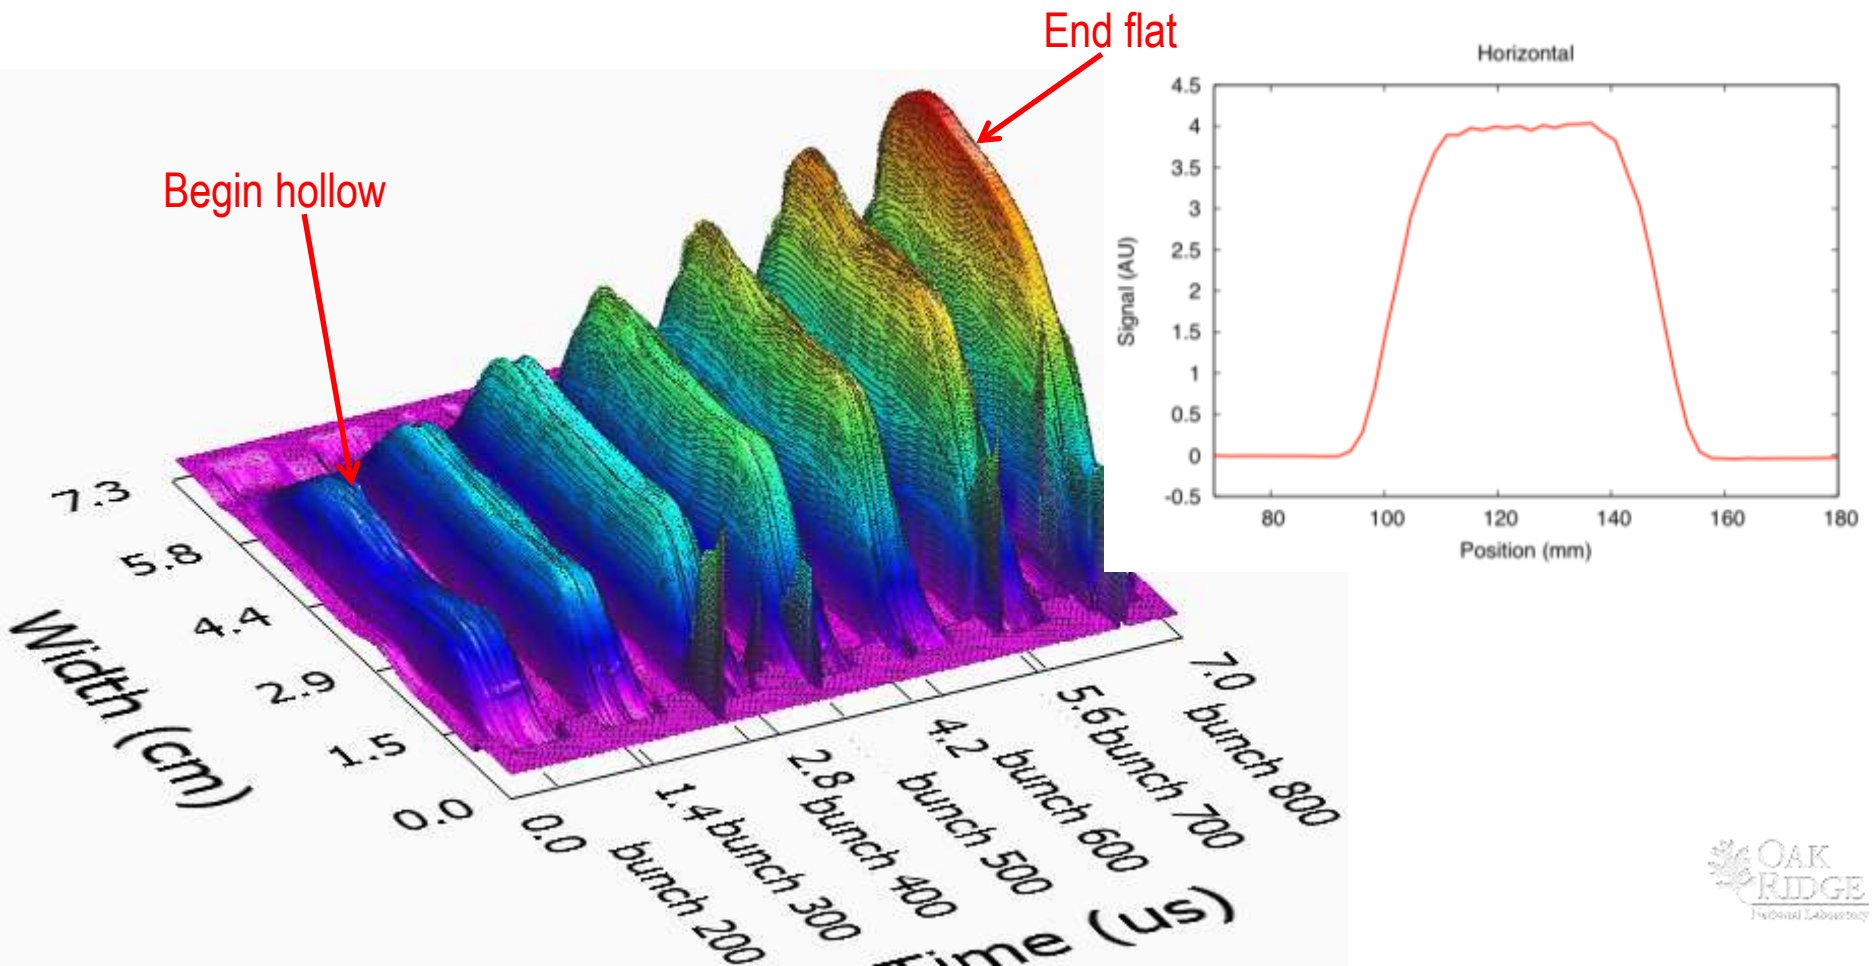 End flat
Begin hollow
Horizontal
4.5
4
3.5
3
2.5
2
1.5
1
0.5
0
-0.5
Signal (AU)
80 100 120 140 160 180
Position (mm)
7.3
5.8
4.4
2.9
1.5
0.0
Width (cm)
0.0
1.4
2.8
4.2
5.6
7.0
bunch 200
bunch 300
bunch 400
bunch 500
bunch 600
bunch 700
bunch 800
time (us)
OAK
RIDGE
National Laboratory